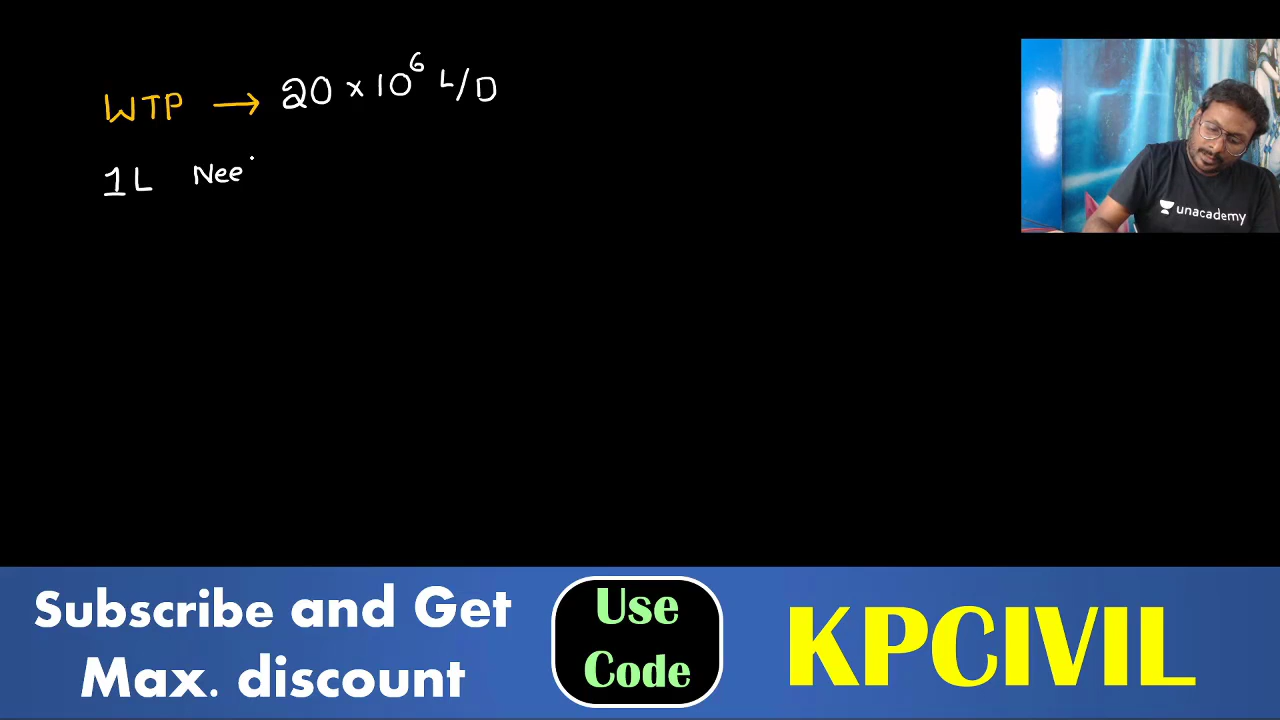 WTP → 20 × 10⁶ L/D
1L Nee
unacademy
Subscribe and Get
Max. discount
Use
Code
KPCIVIL